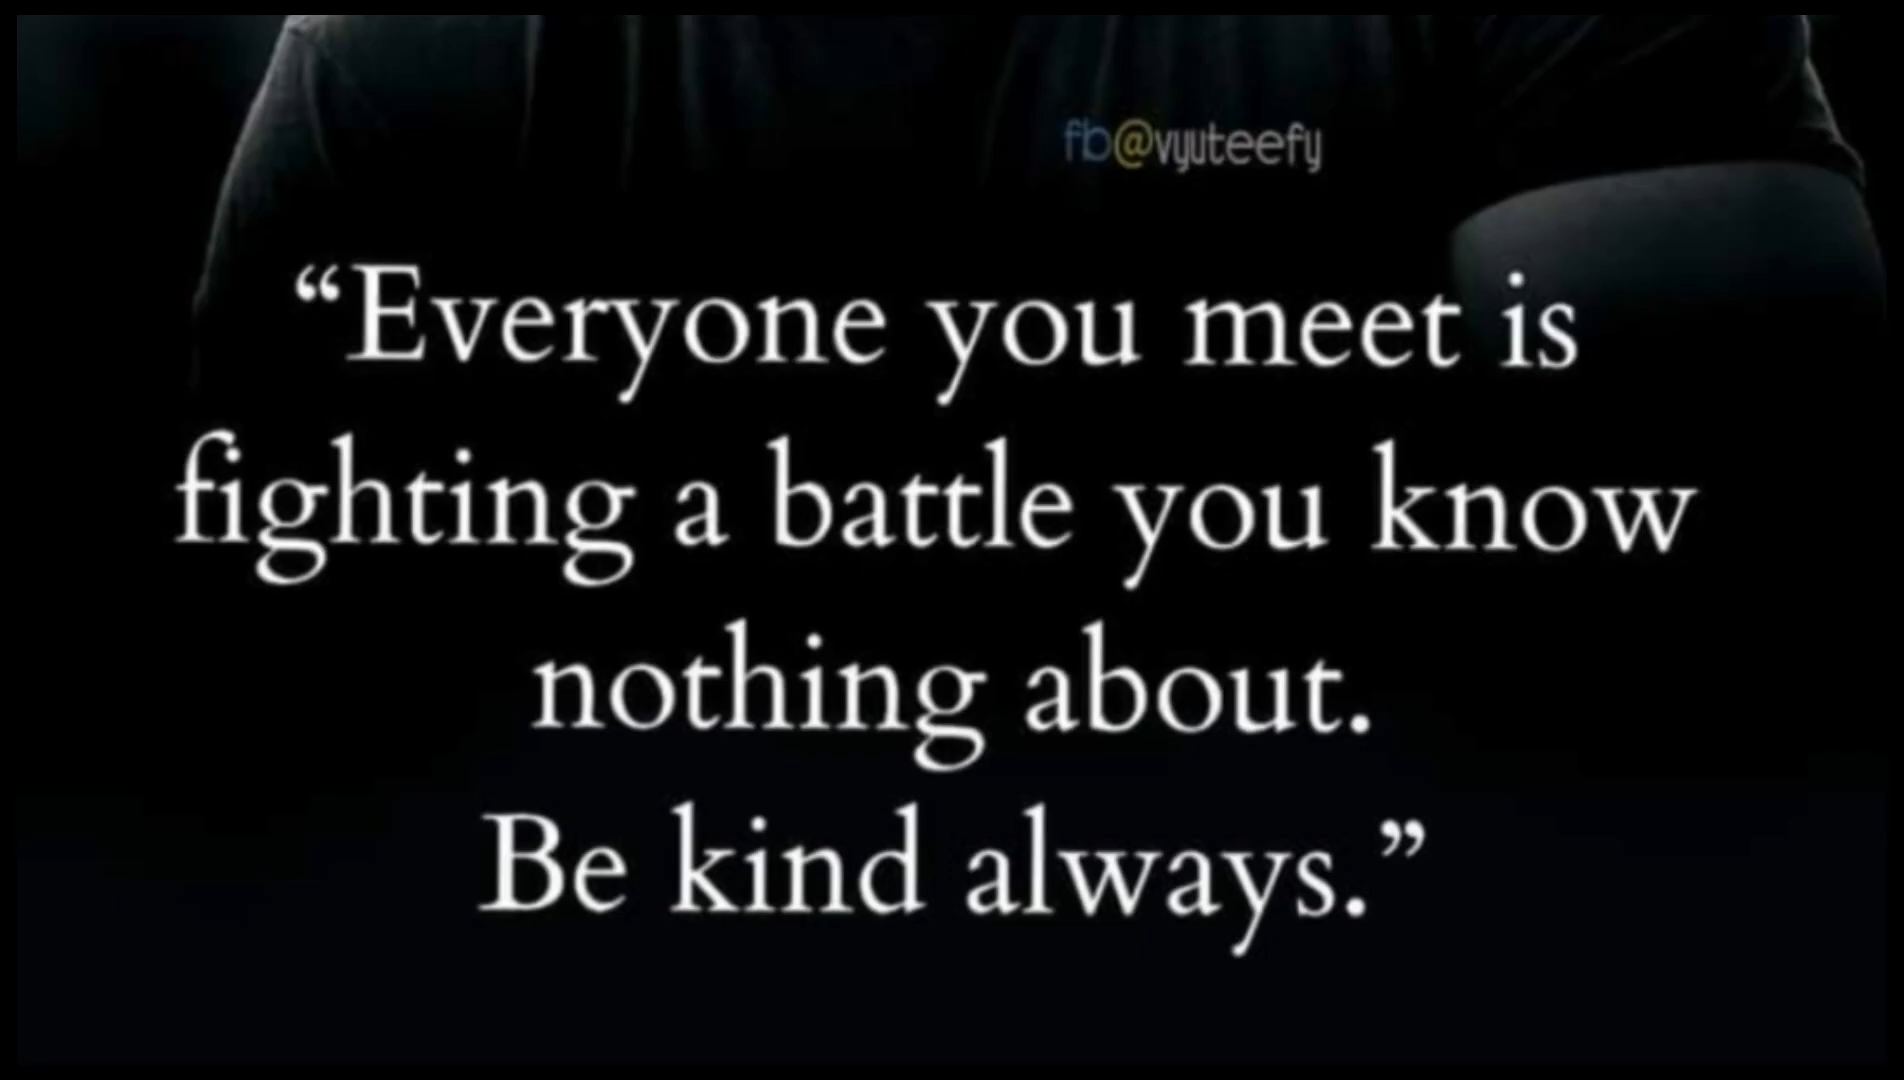 fb@vyuteefy
“Everyone you meet is
fighting a battle you know
nothing about.
Be kind always.”